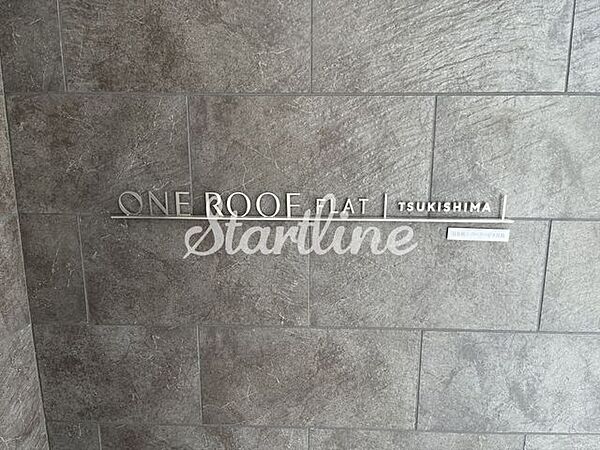 ONE ROOF FLAT | TSUKISHIMA
Startline